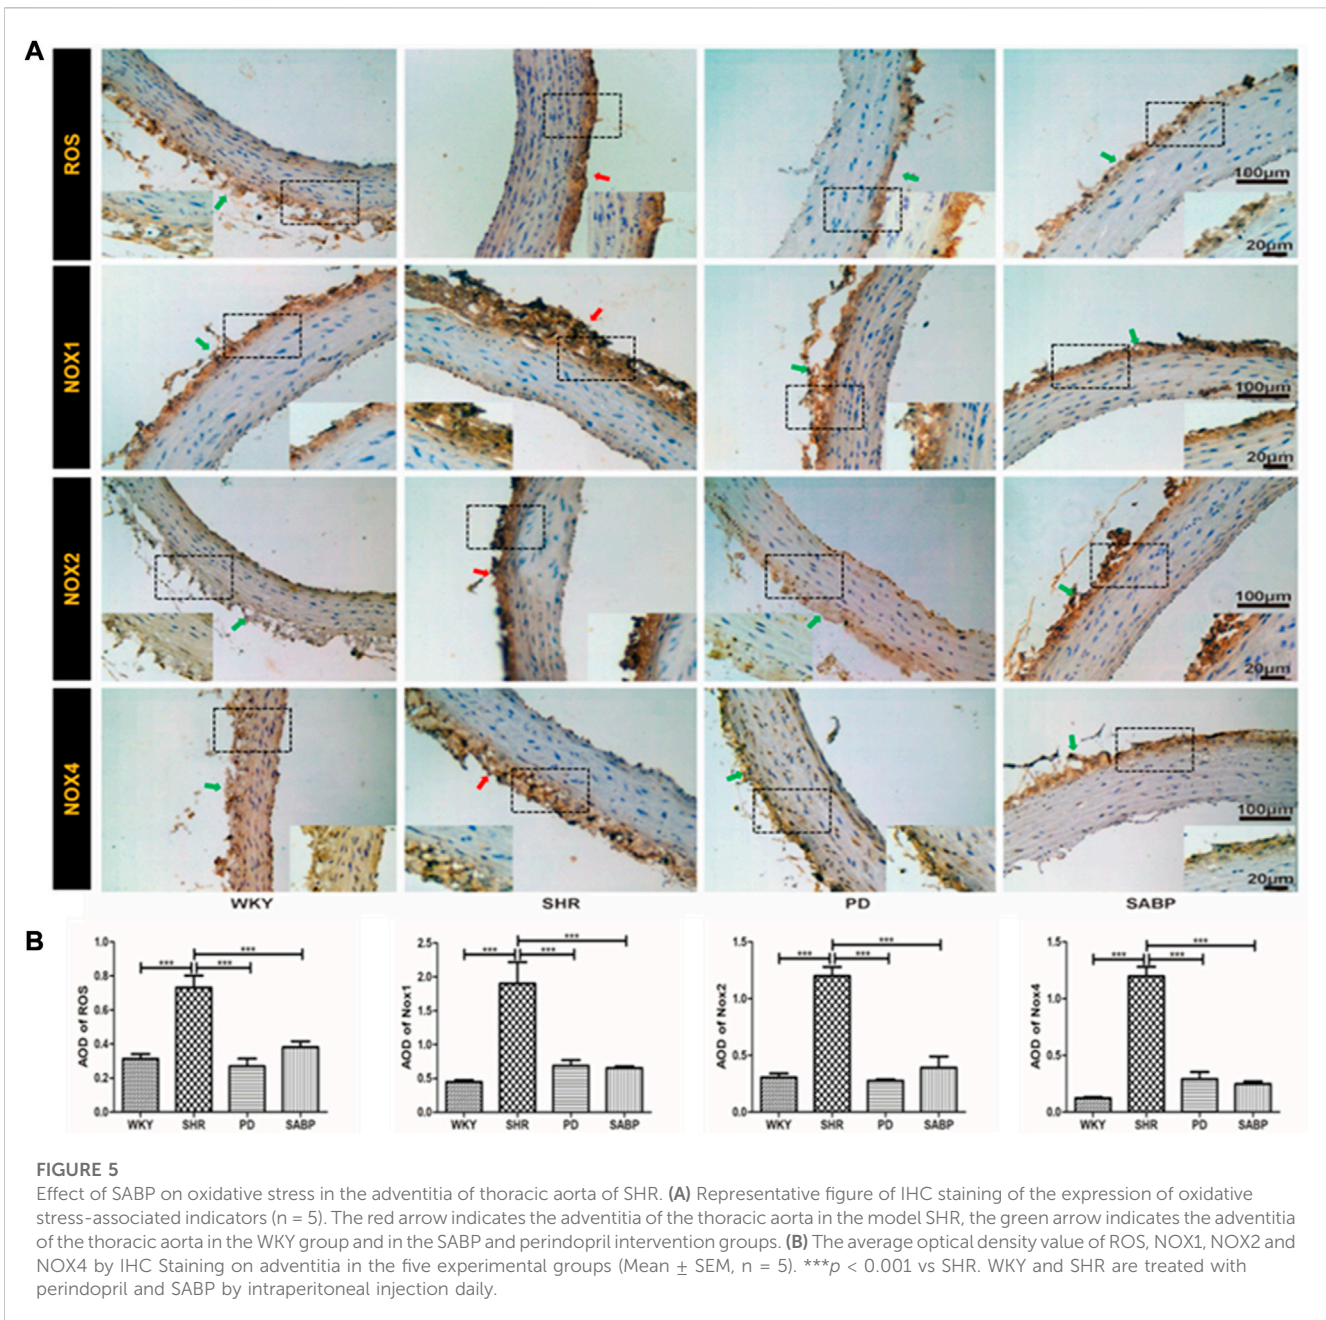 A
ROS
100µm
20µm
NOX1
100µm
20µm
NOX2
100µm
20µm
NOX4
100µm
20µm
WKY SHR PD SABP
B
AOD of ROS
1.0
0.8
0.6
0.4
0.2
0.0
***
***
***
WKY SHR PD SABP
AOD of Nox1
2.5
2.0
1.5
1.0
0.5
0.0
***
***
***
WKY SHR PD SABP
AOD of Nox2
1.5
1.0
0.5
0.0
***
***
***
WKY SHR PD SABP
AOD of Nox4
1.5
1.0
0.5
0.0
***
***
***
WKY SHR PD SABP
FIGURE 5
Effect of SABP on oxidative stress in the adventitia of thoracic aorta of SHR. (A) Representative figure of IHC staining of the expression of oxidative
stress-associated indicators (n = 5). The red arrow indicates the adventitia of the thoracic aorta in the model SHR, the green arrow indicates the adventitia
of the thoracic aorta in the WKY group and in the SABP and perindopril intervention groups. (B) The average optical density value of ROS, NOX1, NOX2 and
NOX4 by IHC Staining on adventitia in the five experimental groups (Mean ± SEM, n = 5). ***p < 0.001 vs SHR. WKY and SHR are treated with
perindopril and SABP by intraperitoneal injection daily.